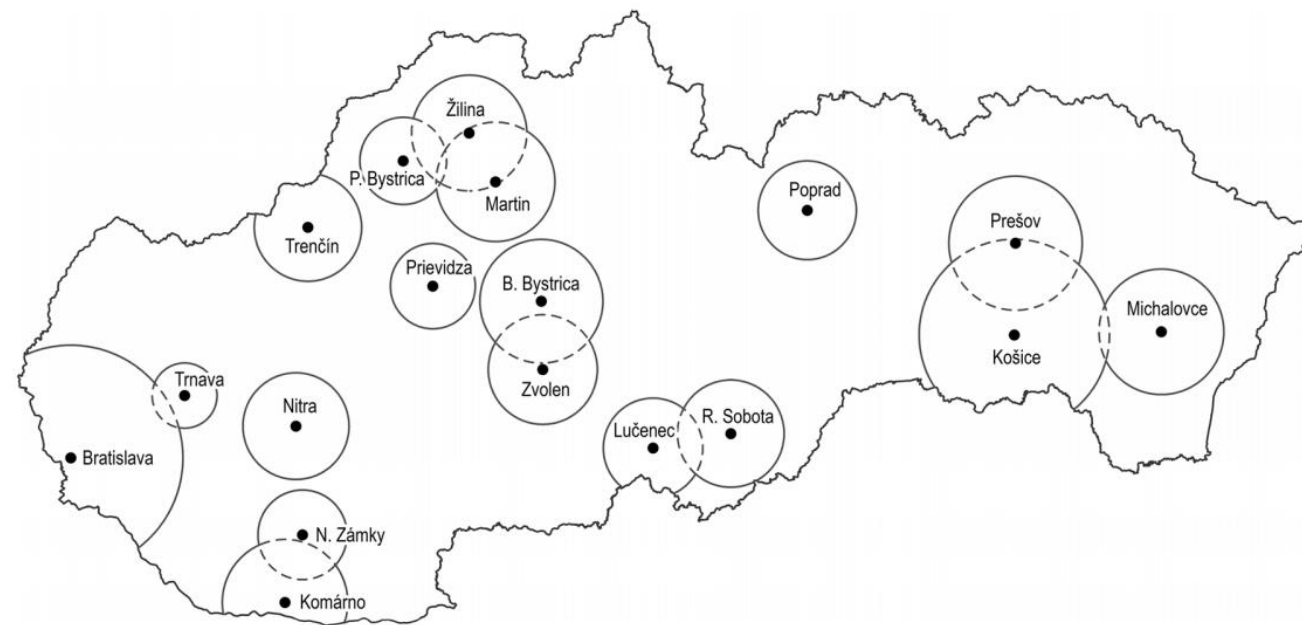 Žilina
P. Bystrica
Martin
Poprad
Prešov
Trenčín
Prievidza
B. Bystrica
Michalovce
Košice
Trnava
Zvolen
Nitra
R. Sobota
Lučenec
Bratislava
N. Zámky
Komárno